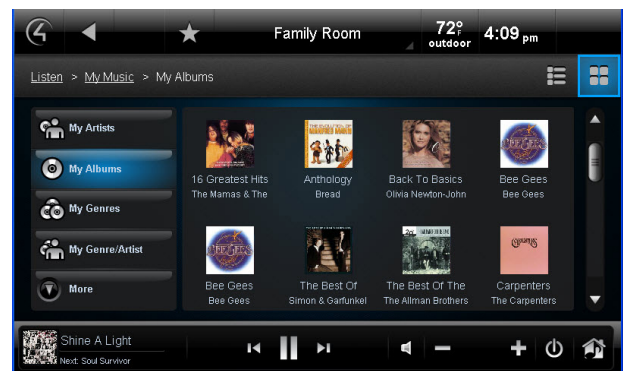 Family Room
72°F
outdoor
4:09 pm
Listen > My Music > My Albums
My Artists
My Albums
My Genres
My Genre/Artist
More
16 Greatest Hits
The Mamas & The
Anthology
Bread
Back To Basics
Olivia Newton-John
Bee Gees
Bee Gees
Bee Gees
Bee Gees
The Best Of
Simon & Garfunkel
The Best Of The
The Allman Brothers
Carpenters
The Carpenters
Shine A Light
Next: Soul Survivor